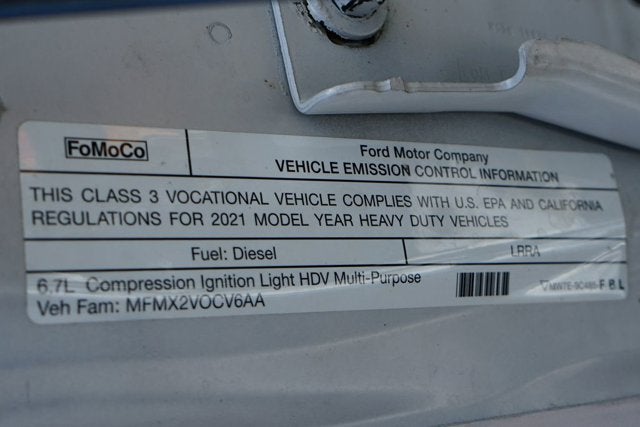 FoMoCo
Ford Motor Company
VEHICLE EMISSION CONTROL INFORMATION
THIS CLASS 3 VOCATIONAL VEHICLE COMPLIES WITH U.S. EPA AND CALIFORNIA
REGULATIONS FOR 2021 MODEL YEAR HEAVY DUTY VEHICLES
Fuel: Diesel
LRRA
6.7L Compression Ignition Light HDV Multi-Purpose
Veh Fam: MFMX2VOCV6AA
F B L